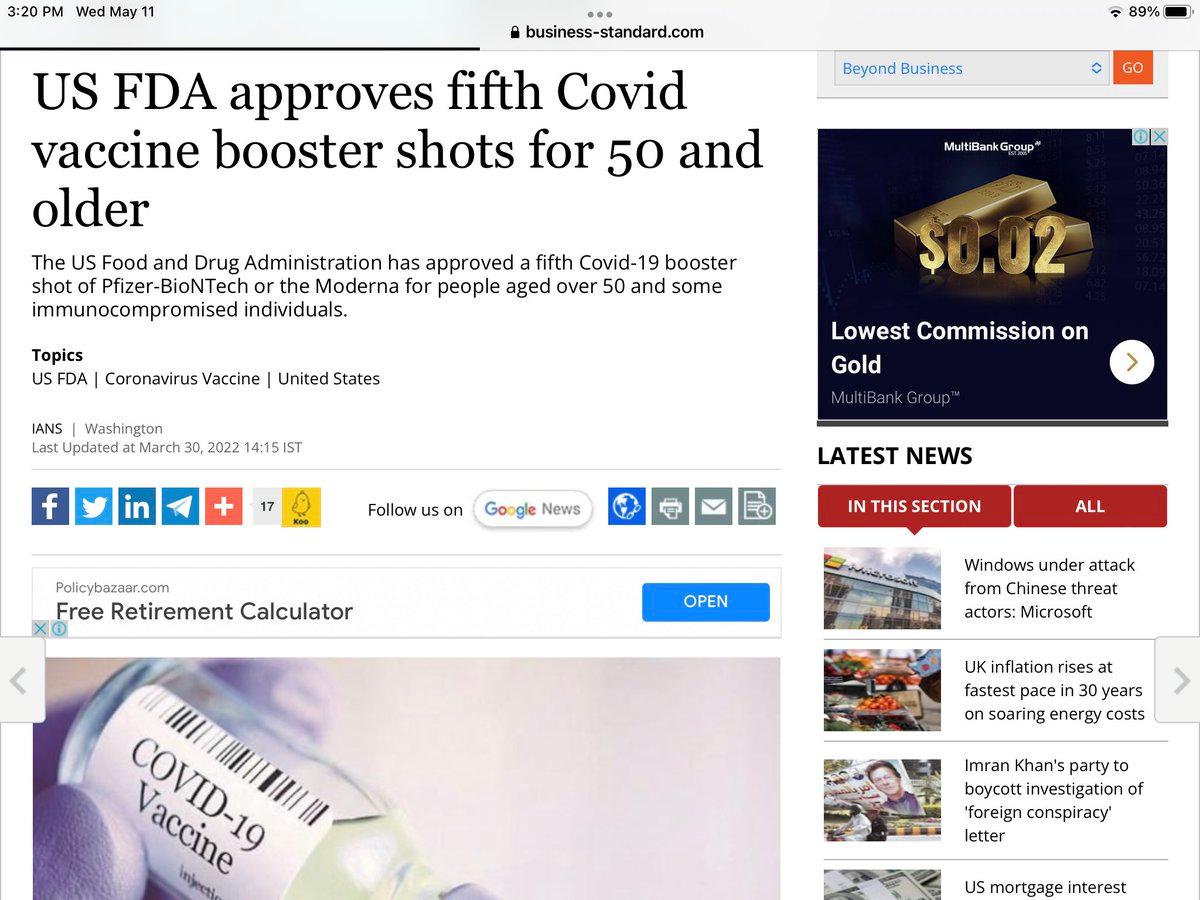 3:20 PM Wed May 11
89%
business-standard.com
US FDA approves fifth Covid
vaccine booster shots for 50 and
older
The US Food and Drug Administration has approved a fifth Covid-19 booster
shot of Pfizer-BioNTech or the Moderna for people aged over 50 and some
immunocompromised individuals.
Topics
US FDA | Coronavirus Vaccine | United States
IANS | Washington
Last Updated at March 30, 2022 14:15 IST
17
Koo
Follow us on
Google News
Policybazaar.com
Free Retirement Calculator
OPEN
COVID-19
Vaccine
Beyond Business
GO
MultiBank Group
EST.2005
$0.02
Lowest Commission on
Gold
MultiBank Group™
LATEST NEWS
IN THIS SECTION
ALL
Microsoft
Windows under attack
from Chinese threat
actors: Microsoft
UK inflation rises at
fastest pace in 30 years
on soaring energy costs
Imran Khan's party to
boycott investigation of
'foreign conspiracy'
letter
US mortgage interest